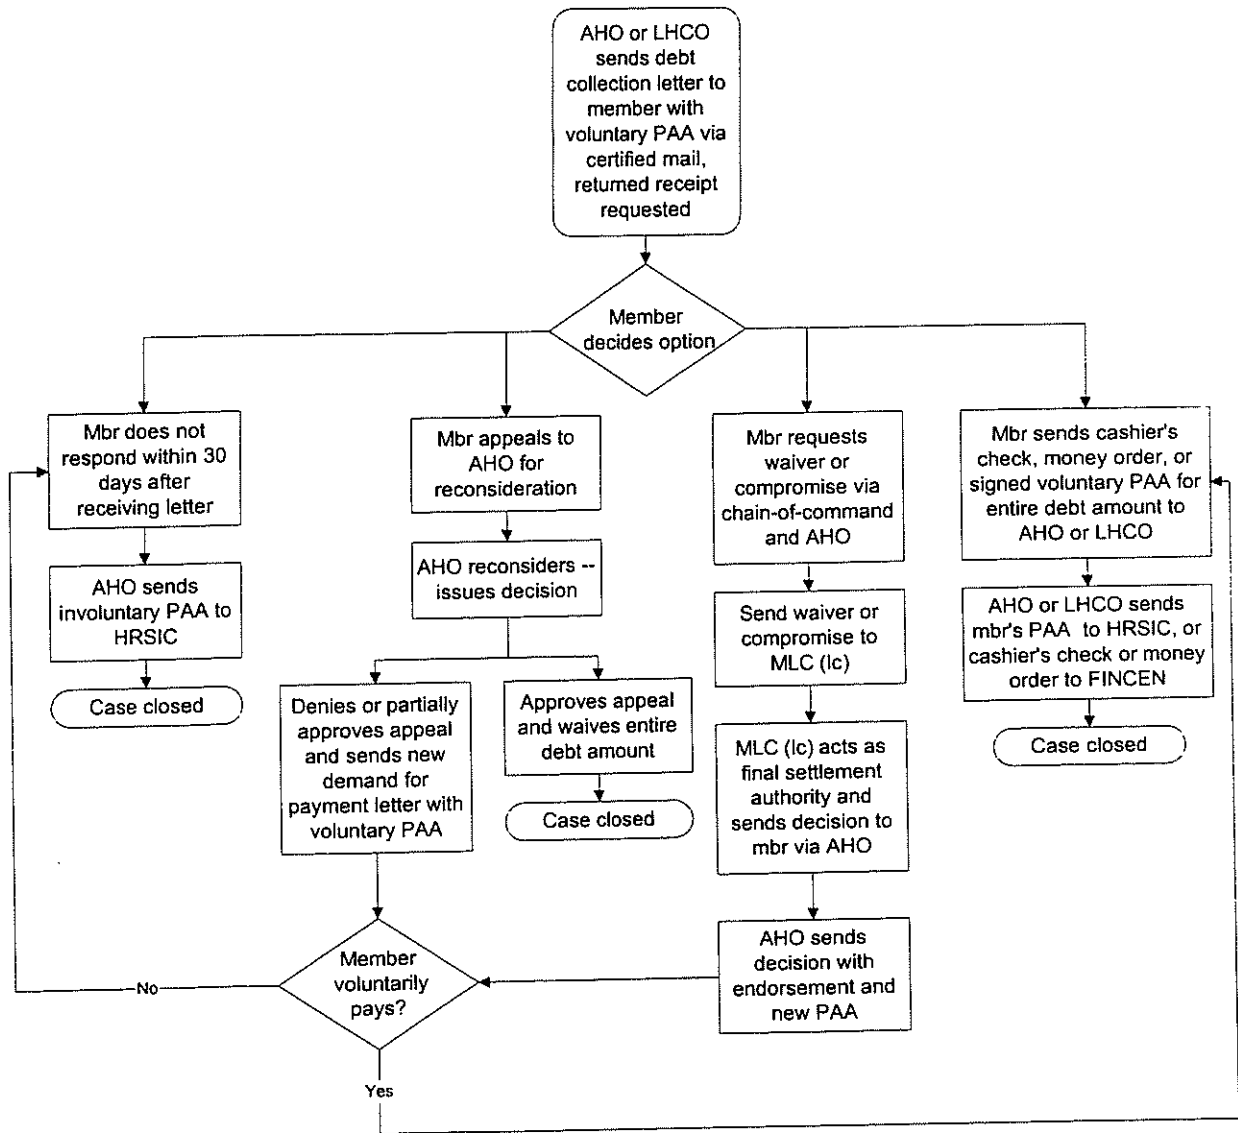 AHO or LHCO
sends debt
collection letter to
member with
voluntary PAA via
certified mail,
returned receipt
requested
Member
decides option
Mbr does not
respond within 30
days after
receiving letter
AHO sends
involuntary PAA to
HRSIC
Case closed
Mbr appeals to
AHO for
reconsideration
AHO reconsiders --
issues decision
Denies or partially
approves appeal
and sends new
demand for
payment letter with
voluntary PAA
Approves appeal
and waives entire
debt amount
Case closed
Mbr requests
waiver or
compromise via
chain-of-command
and AHO
Send waiver or
compromise to
MLC (lc)
MLC (lc) acts as
final settlement
authority and
sends decision to
mbr via AHO
AHO sends
decision with
endorsement and
new PAA
Mbr sends cashier's
check, money order, or
signed voluntary PAA for
entire debt amount to
AHO or LHCO
AHO or LHCO sends
mbr's PAA to HRSIC, or
cashier's check or money
order to FINCEN
Case closed
Member
voluntarily
pays?
No
Yes